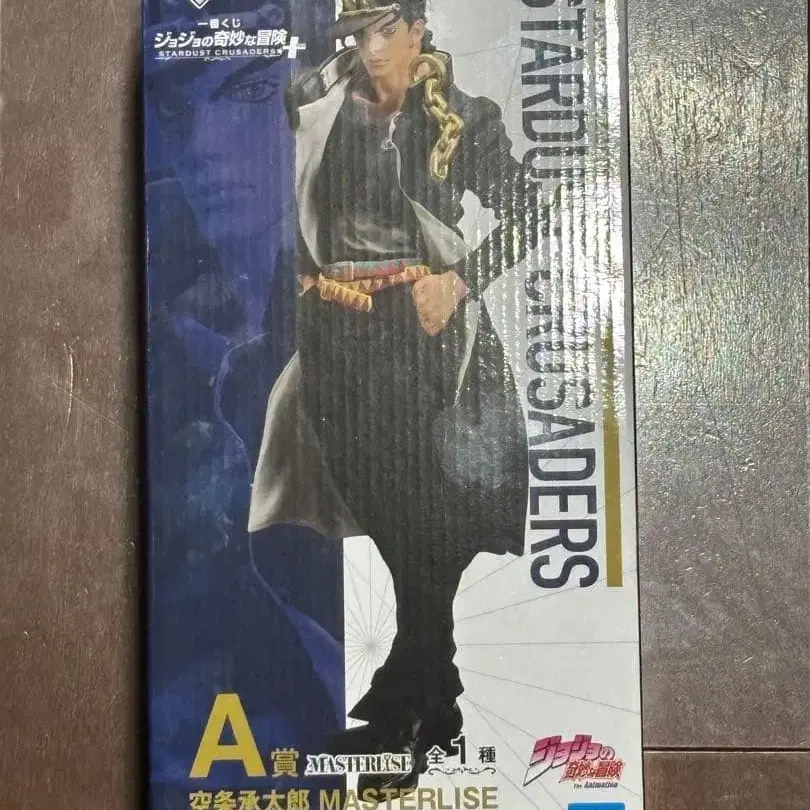 一番くじ
ジョジョの奇妙な冒険
STARDUST CRUSADERS
STARDUST CRUSADERS
A賞 MASTERLISE 全1種
ジョジョの
奇妙な冒険
The Animation
空条承太郎 MASTERLISE